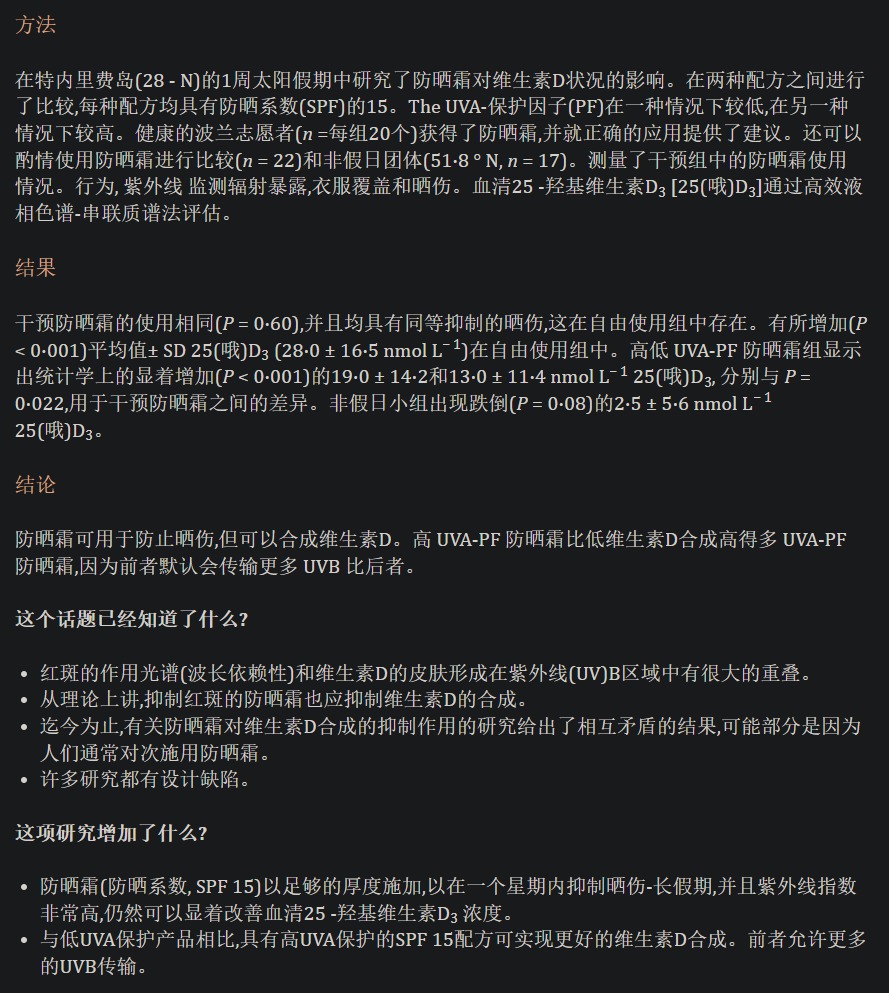 方法
在特内里费岛(28 - N)的1周太阳假期中研究了防晒霜对维生素D状况的影响。在两种配方之间进行
了比较,每种配方均具有防晒系数(SPF)的15。The UVA-保护因子(PF)在一种情况下较低,在另一种
情况下较高。健康的波兰志愿者(n =每组20个)获得了防晒霜,并就正确的应用提供了建议。还可以
酌情使用防晒霜进行比较(n = 22)和非假日团体(51·8 º N, n = 17)。测量了干预组中的防晒霜使用
情况。行为, 紫外线 监测辐射暴露,衣服覆盖和晒伤。血清25 -羟基维生素D₃ [25(哦)D₃]通过高效液
相色谱-串联质谱法评估。
结果
干预防晒霜的使用相同(P = 0·60),并且均具有同等抑制的晒伤,这在自由使用组中存在。有所增加(P
< 0·001)平均值± SD 25(哦)D₃ (28·0 ± 16·5 nmol L⁻¹)在自由使用组中。高低 UVA-PF 防晒霜组显示
出统计学上的显着增加(P < 0·001)的19·0 ± 14·2和13·0 ± 11·4 nmol L⁻¹ 25(哦)D₃, 分别与 P =
0·022,用于干预防晒霜之间的差异。非假日小组出现跌倒(P = 0·08)的2·5 ± 5·6 nmol L⁻¹
25(哦)D₃。
结论
防晒霜可用于防止晒伤,但可以合成维生素D。高 UVA-PF 防晒霜比低维生素D合成高得多 UVA-PF
防晒霜,因为前者默认会传输更多 UVB 比后者。
这个话题已经知道了什么?
• 红斑的作用光谱(波长依赖性)和维生素D的皮肤形成在紫外线(UV)B区域中有很大的重叠。
• 从理论上讲,抑制红斑的防晒霜也应抑制维生素D的合成。
• 迄今为止,有关防晒霜对维生素D合成的抑制作用的研究给出了相互矛盾的结果,可能部分是因为
人们通常对次施用防晒霜。
• 许多研究都有设计缺陷。
这项研究增加了什么?
• 防晒霜(防晒系数, SPF 15)以足够的厚度施加,以在一个星期内抑制晒伤-长假期,并且紫外线指数
非常高,仍然可以显着改善血清25 -羟基维生素D₃ 浓度。
• 与低UVA保护产品相比,具有高UVA保护的SPF 15配方可实现更好的维生素D合成。前者允许更多
的UVB传输。